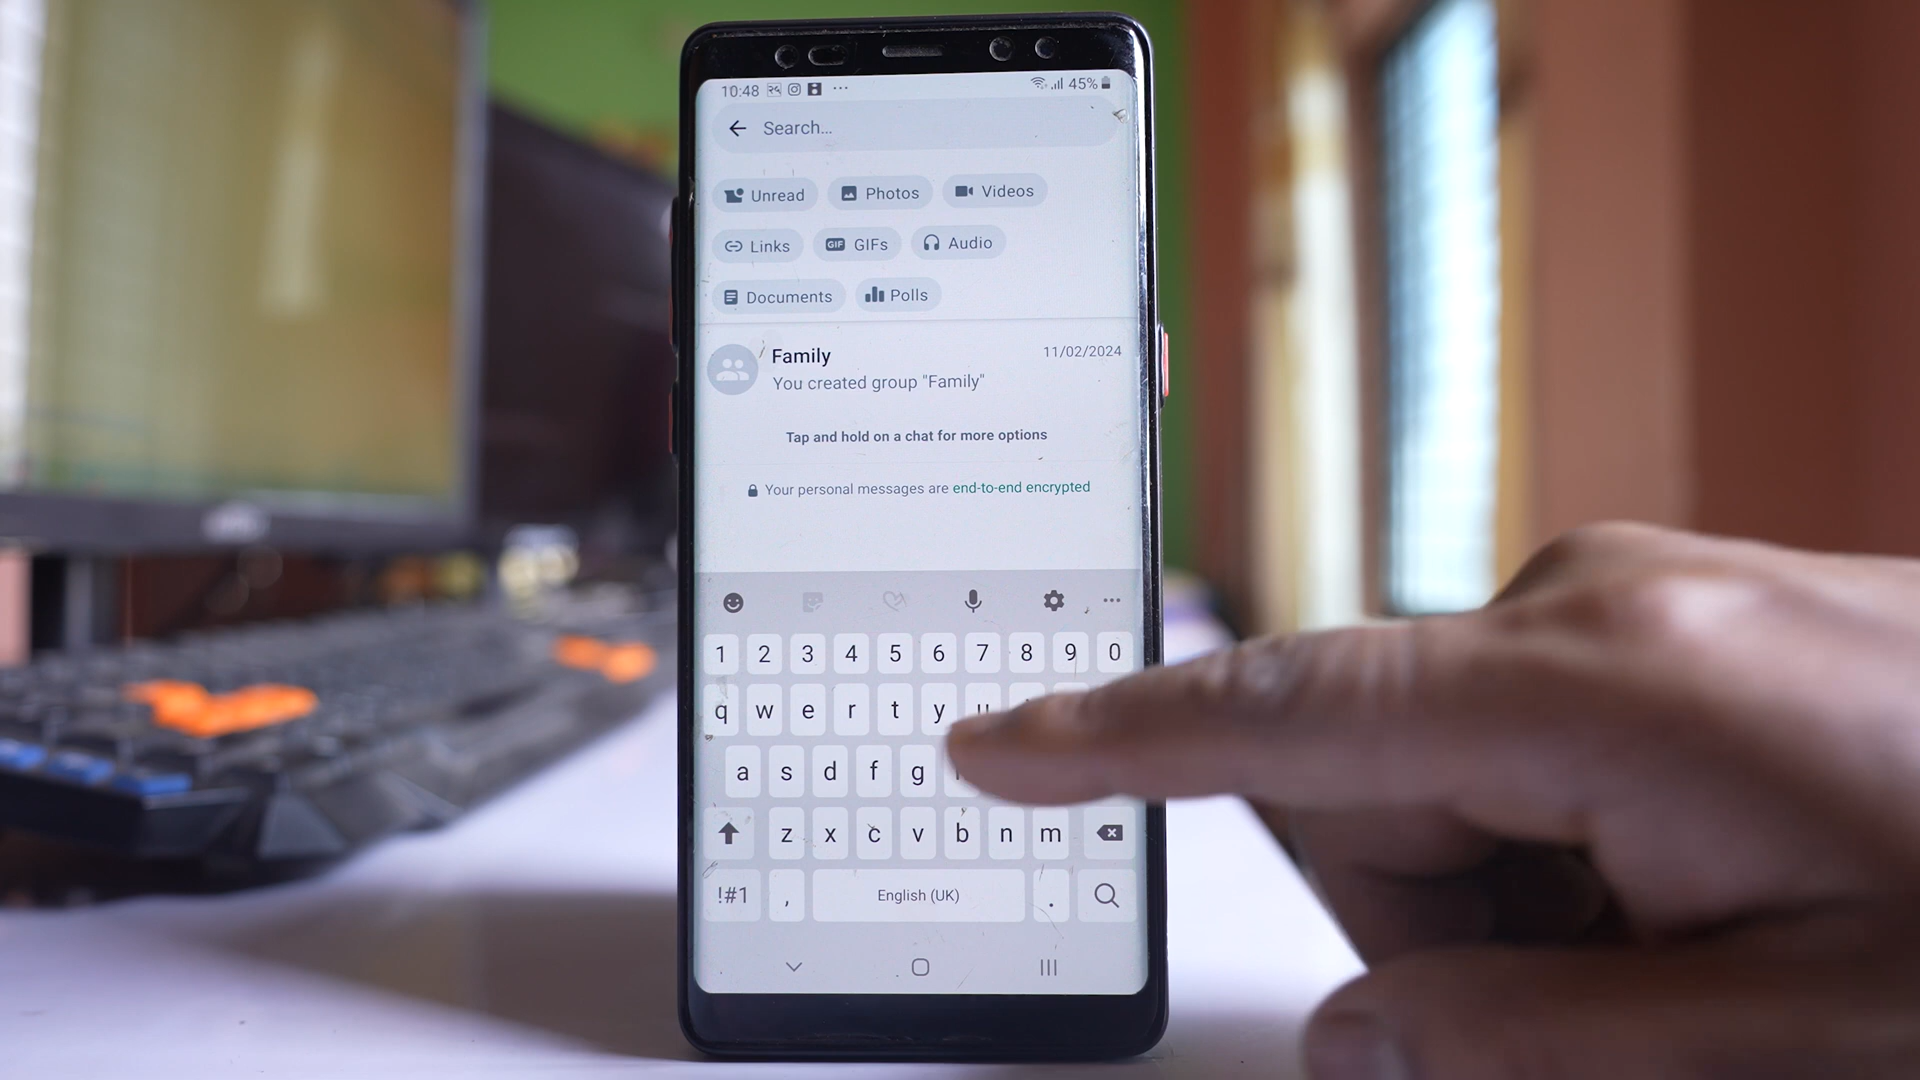 10:48 45%
Search...
Unread Photos Videos
Links GIF GIFs Audio
Documents Polls
Family 11/02/2024
You created group "Family"
Tap and hold on a chat for more options
Your personal messages are end-to-end encrypted
1 2 3 4 5 6 7 8 9 0
q w e r t y u
a s d f g
z x c v b n m
!#1 , English (UK) .